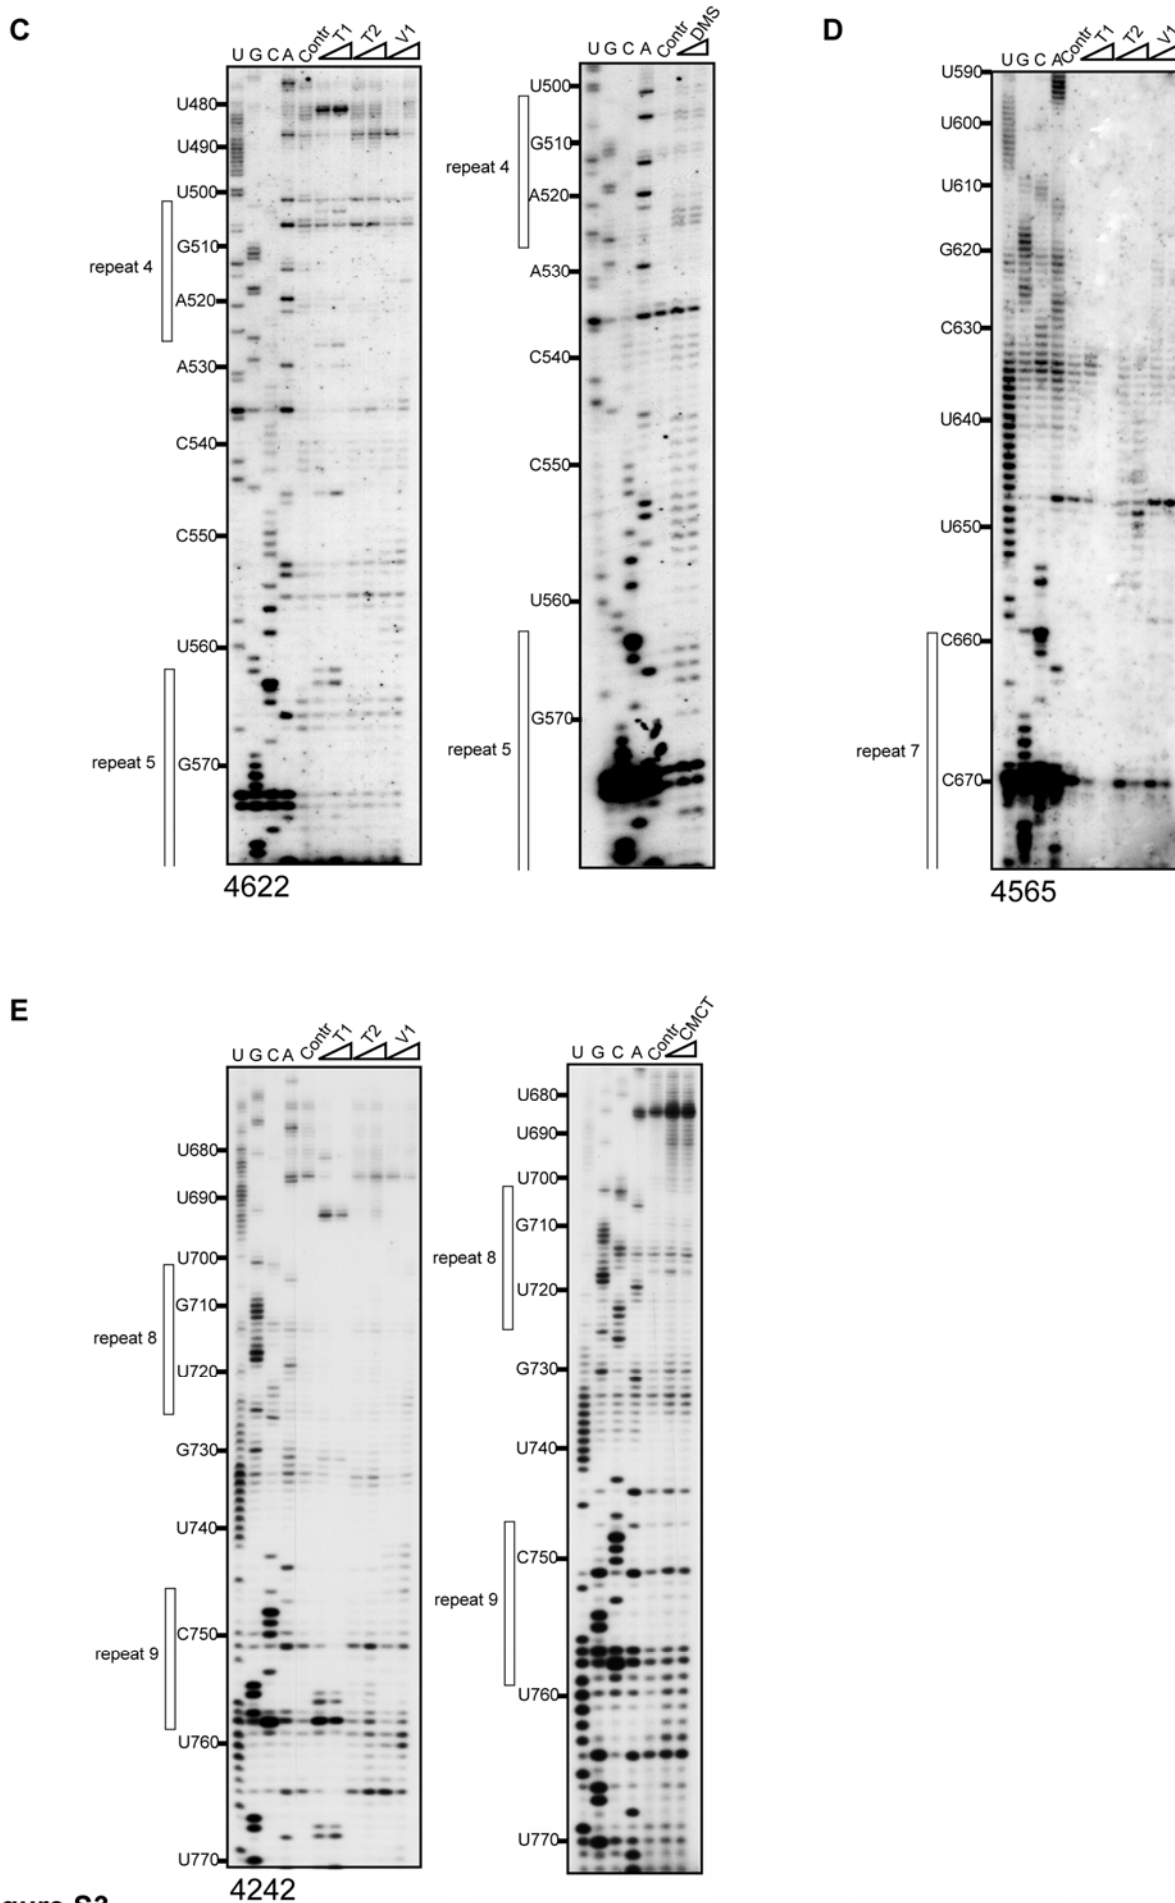 C
U G C A Contr T1 T2 V1
U480
U490
U500
G510
repeat 4
A520
A530
C540
C550
U560
repeat 5
G570
4622
U G C A Contr DMS
U500
G510
repeat 4
A520
A530
C540
C550
U560
G570
repeat 5
D
U G C A Contr T1 T2 V1
U590
U600
U610
G620
C630
U640
U650
C660
repeat 7
C670
4565
E
U G C A Contr T1 T2 V1
U680
U690
U700
G710
repeat 8
U720
G730
U740
C750
repeat 9
U760
U770
4242
U G C A Contr CMCT
U680
U690
U700
G710
repeat 8
U720
G730
U740
C750
repeat 9
U760
U770